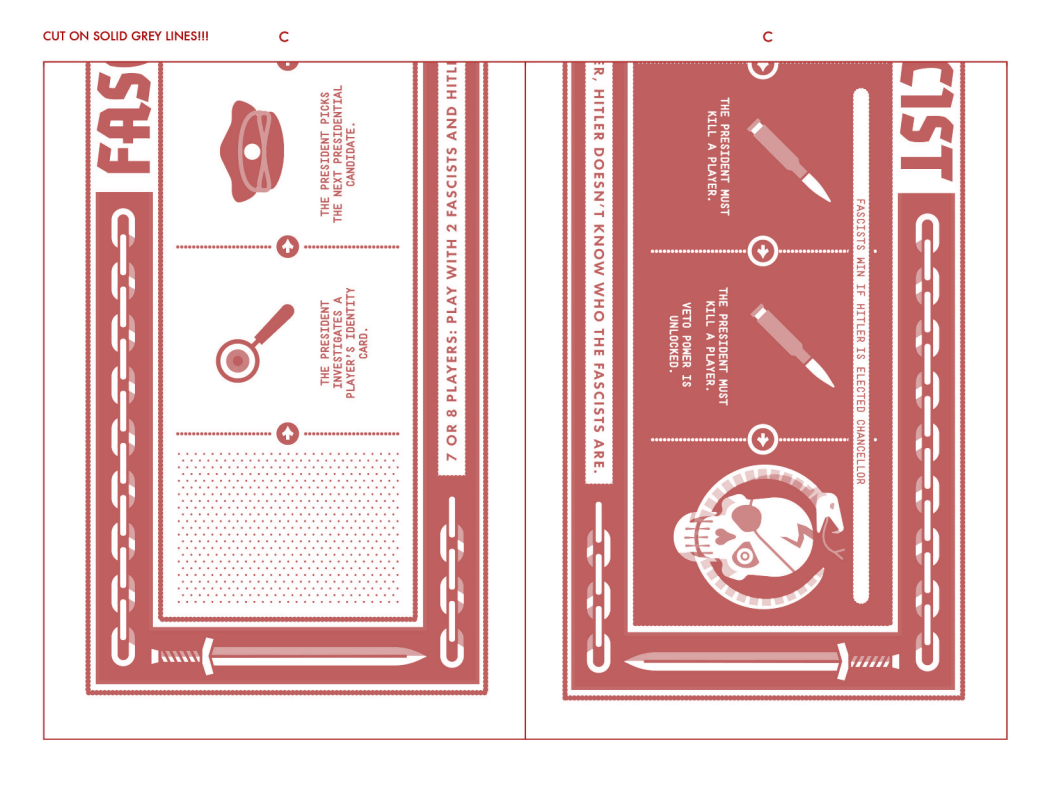 CUT ON SOLID GREY LINES!!! C C
FASC
THE PRESIDENT PICKS
THE NEXT PRESIDENTIAL
CANDIDATE.
THE PRESIDENT
INVESTIGATES A
PLAYER'S IDENTITY
CARD.
7 OR 8 PLAYERS: PLAY WITH 2 FASCISTS AND HITL
CIST
FASCISTS WIN IF HITLER IS ELECTED CHANCELLOR
THE PRESIDENT MUST
KILL A PLAYER.
THE PRESIDENT MUST
KILL A PLAYER.
VETO POWER IS
UNLOCKED.
ER, HITLER DOESN'T KNOW WHO THE FASCISTS ARE.